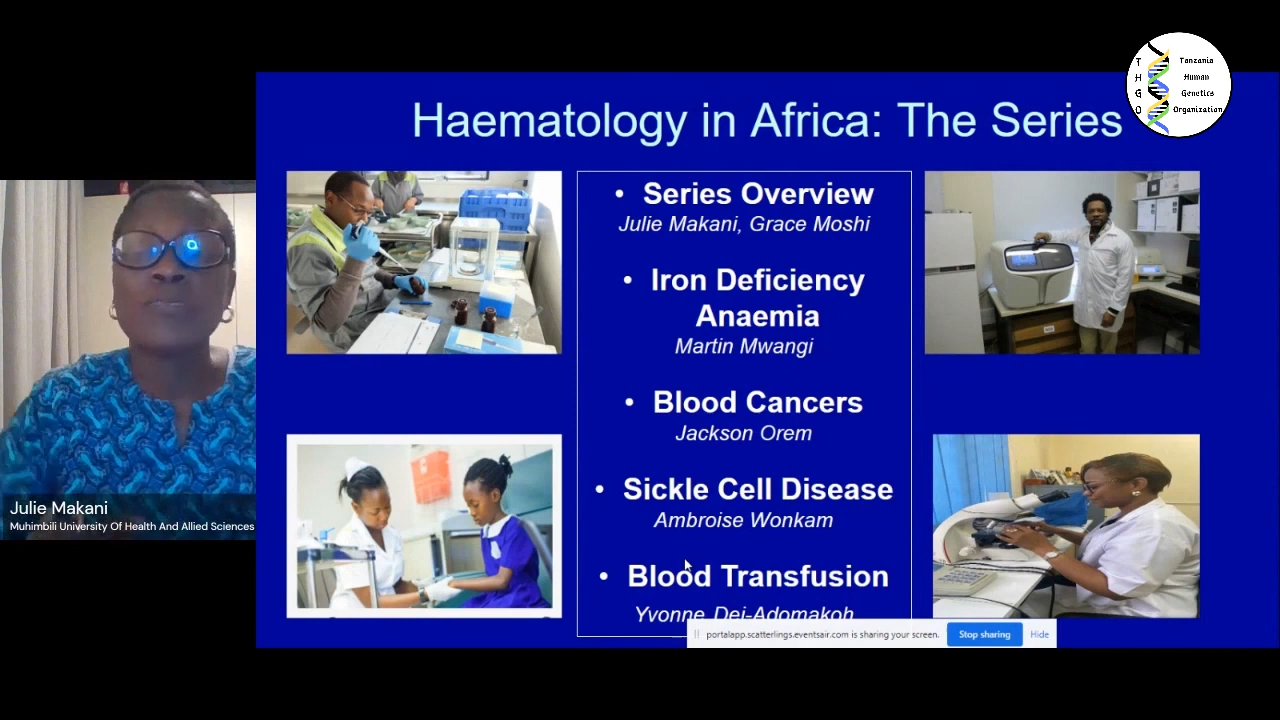 Haematology in Africa: The Series
T Tanzania
H Human
G Genetics
O Organization
• Series Overview
Julie Makani, Grace Moshi
• Iron Deficiency
Anaemia
Martin Mwangi
• Blood Cancers
Jackson Orem
• Sickle Cell Disease
Ambroise Wonkam
• Blood Transfusion
Yvonne Dei-Adomakoh
portalapp.scatterlings.eventsair.com is sharing your screen.
Stop sharing
Hide
Julie Makani
Muhimbili University Of Health And Allied Sciences